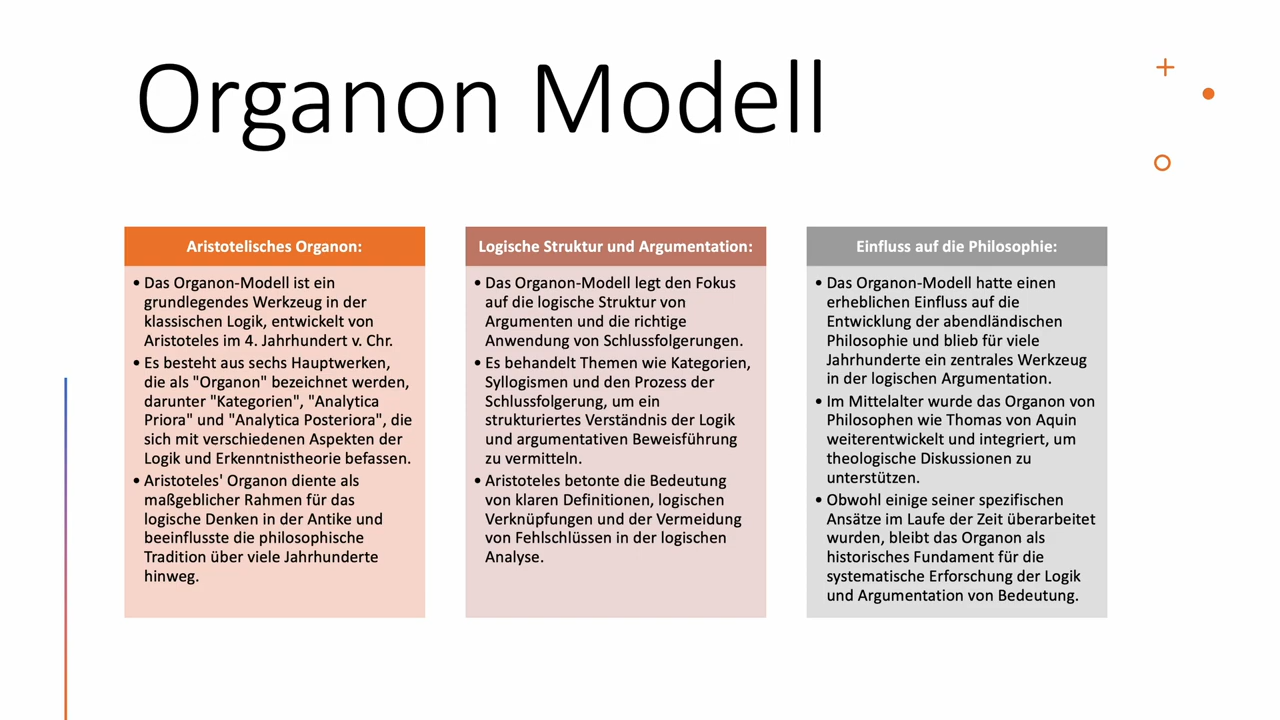 Organon Modell
Aristotelisches Organon:
• Das Organon-Modell ist ein
grundlegendes Werkzeug in der
klassischen Logik, entwickelt von
Aristoteles im 4. Jahrhundert v. Chr.
• Es besteht aus sechs Hauptwerken,
die als "Organon" bezeichnet werden,
darunter "Kategorien", "Analytica
Priora" und "Analytica Posteriora", die
sich mit verschiedenen Aspekten der
Logik und Erkenntnistheorie befassen.
• Aristoteles' Organon diente als
maßgeblicher Rahmen für das
logische Denken in der Antike und
beeinflusste die philosophische
Tradition über viele Jahrhunderte
hinweg.
Logische Struktur und Argumentation:
• Das Organon-Modell legt den Fokus
auf die logische Struktur von
Argumenten und die richtige
Anwendung von Schlussfolgerungen.
• Es behandelt Themen wie Kategorien,
Syllogismen und den Prozess der
Schlussfolgerung, um ein
strukturiertes Verständnis der Logik
und argumentativen Beweisführung
zu vermitteln.
• Aristoteles betonte die Bedeutung
von klaren Definitionen, logischen
Verknüpfungen und der Vermeidung
von Fehlschlüssen in der logischen
Analyse.
Einfluss auf die Philosophie:
• Das Organon-Modell hatte einen
erheblichen Einfluss auf die
Entwicklung der abendländischen
Philosophie und blieb für viele
Jahrhunderte ein zentrales Werkzeug
in der logischen Argumentation.
• Im Mittelalter wurde das Organon von
Philosophen wie Thomas von Aquin
weiterentwickelt und integriert, um
theologische Diskussionen zu
unterstützen.
• Obwohl einige seiner spezifischen
Ansätze im Laufe der Zeit überarbeitet
wurden, bleibt das Organon als
historisches Fundament für die
systematische Erforschung der Logik
und Argumentation von Bedeutung.